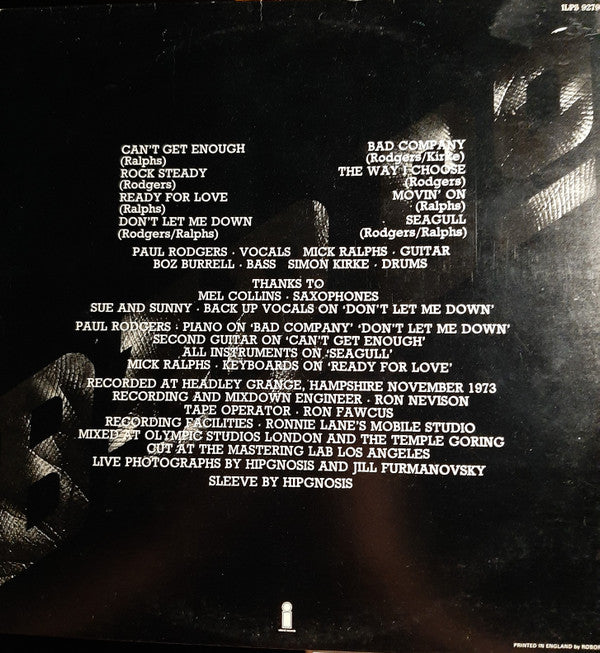 ILPS 9279
CAN'T GET ENOUGH
(Ralphs)
ROCK STEADY
(Rodgers)
READY FOR LOVE
(Ralphs)
DON'T LET ME DOWN
(Rodgers/Ralphs)
BAD COMPANY
(Rodgers/Kirke)
THE WAY I CHOOSE
(Rodgers)
MOVIN' ON
(Ralphs)
SEAGULL
(Rodgers/Ralphs)
PAUL RODGERS · VOCALS MICK RALPHS · GUITAR
BOZ BURRELL · BASS SIMON KIRKE · DRUMS
THANKS TO
MEL COLLINS · SAXOPHONES
SUE AND SUNNY · BACK UP VOCALS ON 'DON'T LET ME DOWN'
PAUL RODGERS · PIANO ON 'BAD COMPANY' 'DON'T LET ME DOWN'
SECOND GUITAR ON 'CAN'T GET ENOUGH'
ALL INSTRUMENTS ON 'SEAGULL'
MICK RALPHS · KEYBOARDS ON 'READY FOR LOVE'
RECORDED AT HEADLEY GRANGE, HAMPSHIRE NOVEMBER 1973
RECORDING AND MIXDOWN ENGINEER · RON NEVISON
TAPE OPERATOR · RON FAWCUS
RECORDING FACILITIES · RONNIE LANE'S MOBILE STUDIO
MIXED AT OLYMPIC STUDIOS LONDON AND THE TEMPLE GORING
CUT AT THE MASTERING LAB LOS ANGELES
LIVE PHOTOGRAPHS BY HIPGNOSIS AND JILL FURMANOVSKY
SLEEVE BY HIPGNOSIS
PRINTED IN ENGLAND by ROBOR